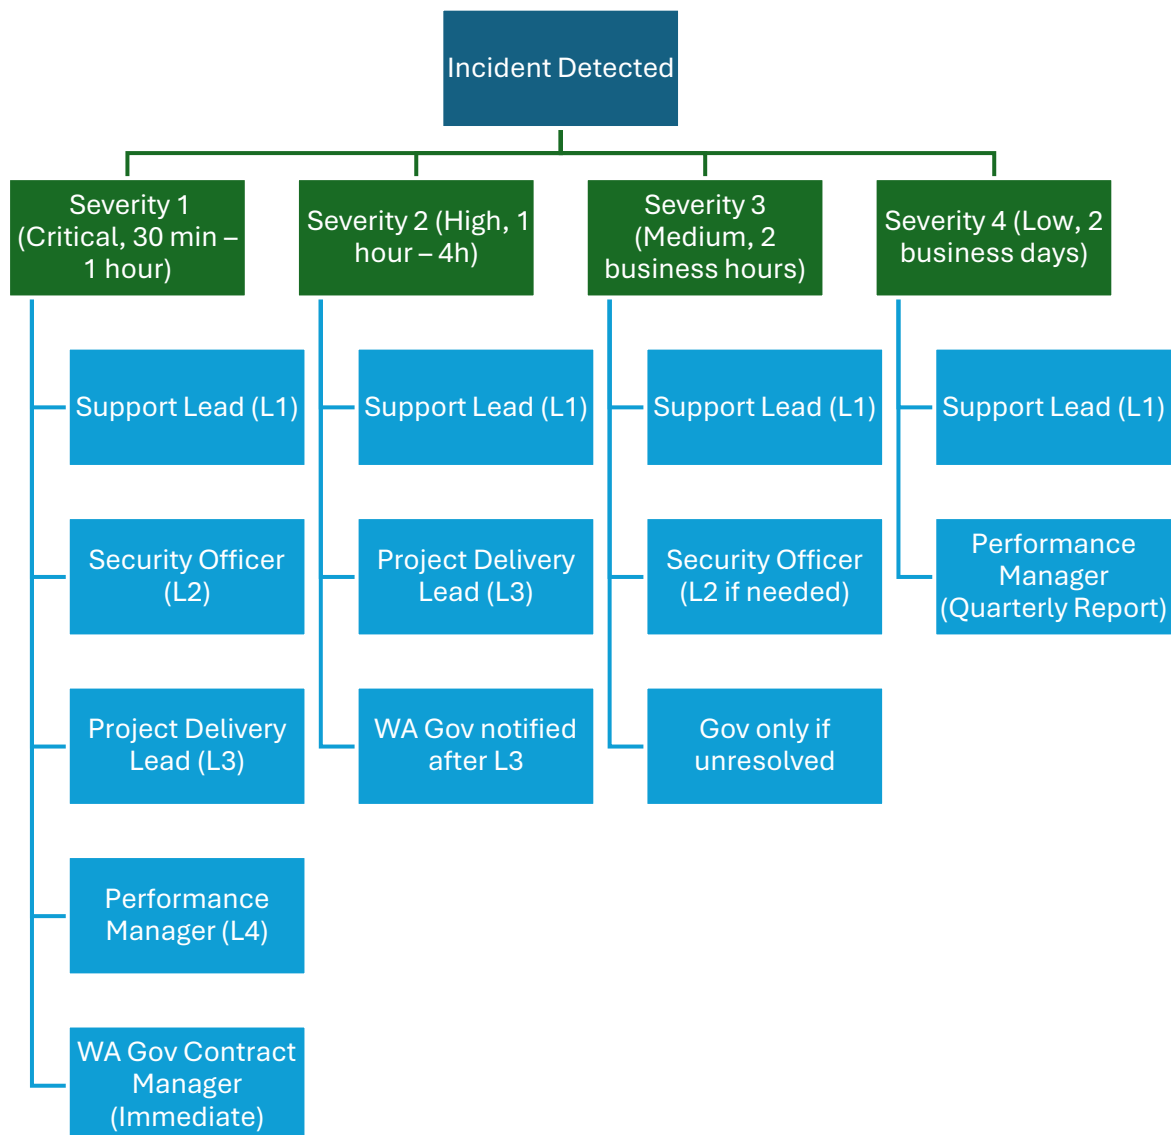 Incident Detected
Severity 1
(Critical, 30 min –
1 hour)
Support Lead (L1)
Security Officer
(L2)
Project Delivery
Lead (L3)
Performance
Manager (L4)
WA Gov Contract
Manager
(Immediate)
Severity 2 (High, 1
hour – 4h)
Support Lead (L1)
Project Delivery
Lead (L3)
WA Gov notified
after L3
Severity 3
(Medium, 2
business hours)
Support Lead (L1)
Security Officer
(L2 if needed)
Gov only if
unresolved
Severity 4 (Low, 2
business days)
Support Lead (L1)
Performance
Manager
(Quarterly Report)